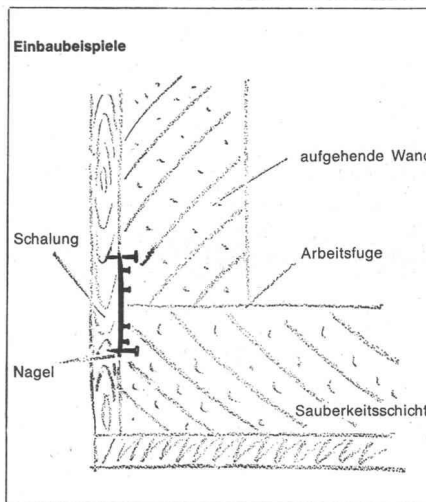 Einbaubeispiele
aufgehende Wand
Schalung
Arbeitsfuge
Nagel
Sauberkeitsschicht